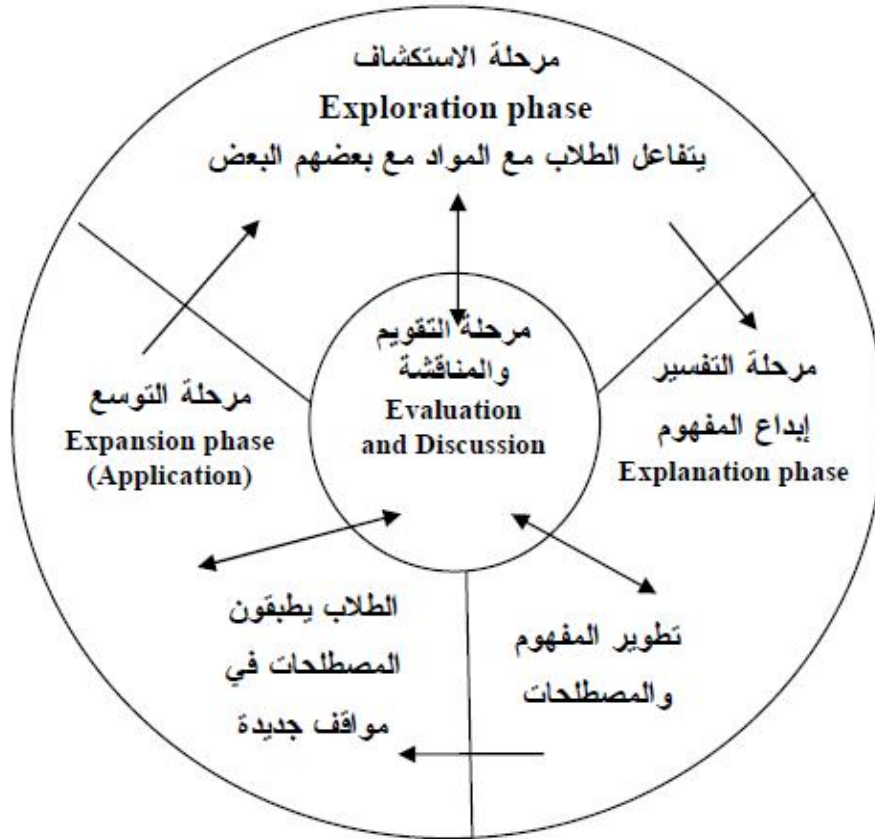 مرحلة الاستكشاف
Exploration phase
يتفاعل الطلاب مع المواد مع بعضهم البعض
مرحلة التقويم
والمناقشة
Evaluation
and Discussion
مرحلة التفسير
إبداع المفهوم
Explanation phase
تطوير المفهوم
والمصطلحات
مرحلة التوسع
Expansion phase
(Application)
الطلاب يطبقون
المصطلحات في
مواقف جديدة